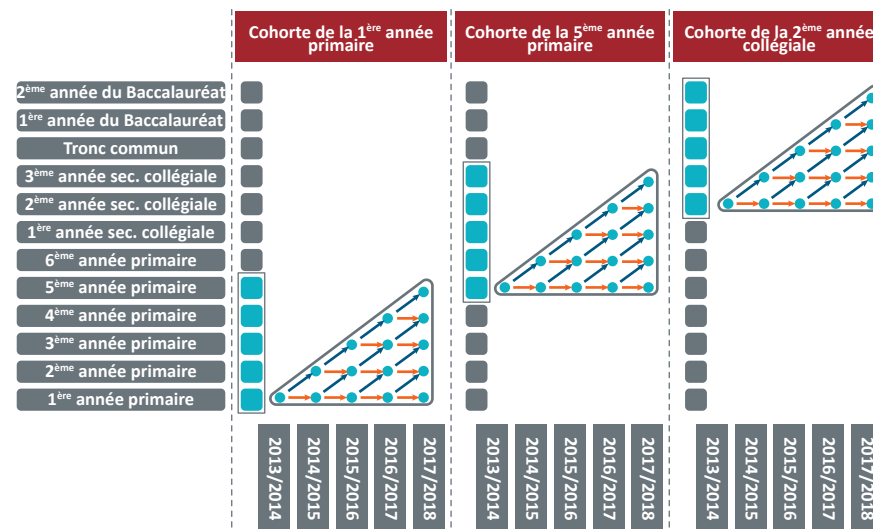 Cohorte de la 1ère année
primaire
Cohorte de la 5ème année
primaire
Cohorte de la 2ème année
collégiale
2ème année du Baccalauréat
1ère année du Baccalauréat
Tronc commun
3ème année sec. collégiale
2ème année sec. collégiale
1ère année sec. collégiale
6ème année primaire
5ème année primaire
4ème année primaire
3ème année primaire
2ème année primaire
1ère année primaire
2013/2014
2014/2015
2015/2016
2016/2017
2017/2018
2013/2014
2014/2015
2015/2016
2016/2017
2017/2018
2013/2014
2014/2015
2015/2016
2016/2017
2017/2018